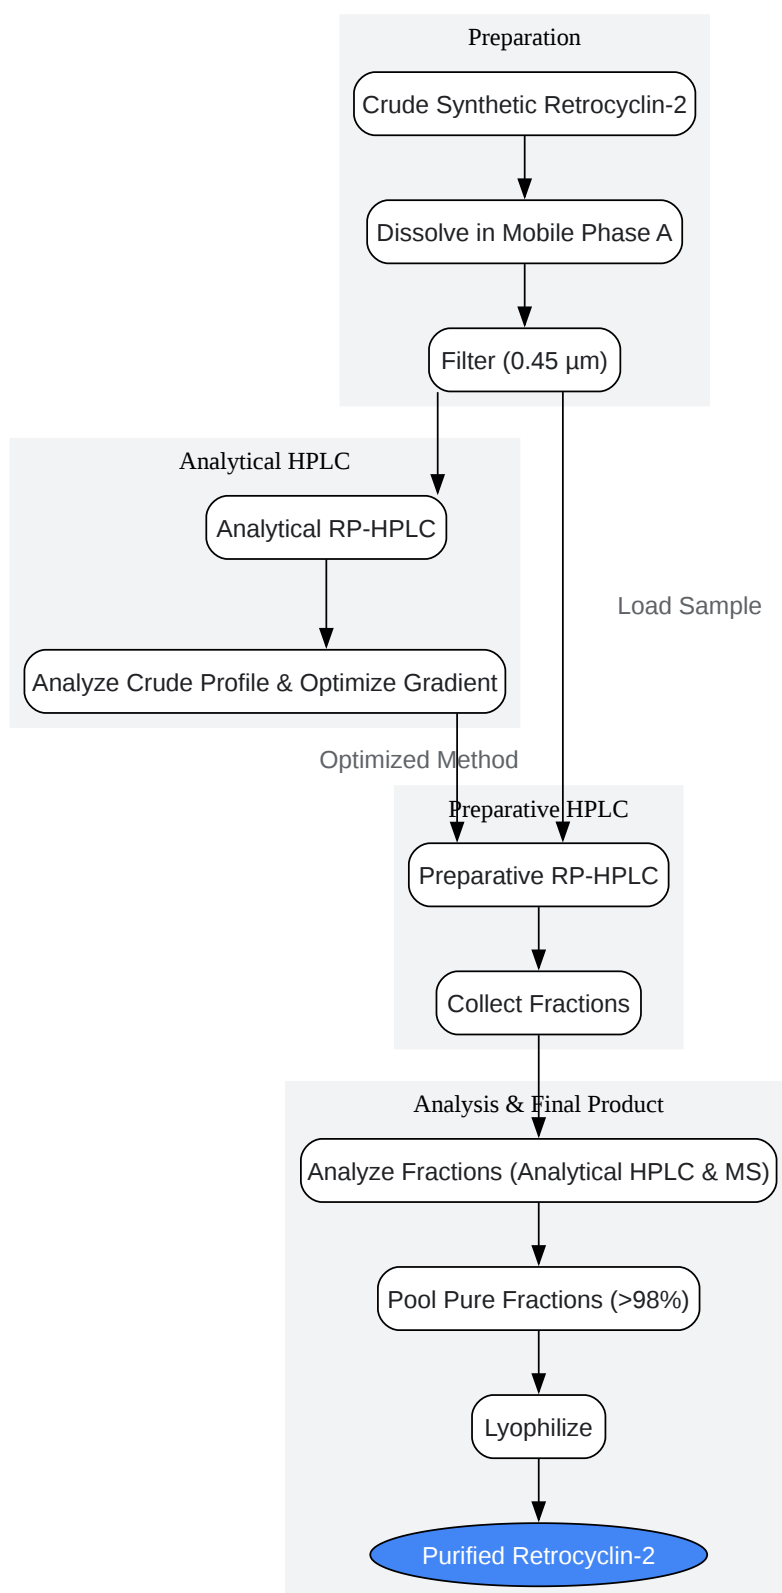 Preparation
Crude Synthetic Retrocyclin-2
Dissolve in Mobile Phase A
Filter (0.45 µm)
Analytical HPLC
Analytical RP-HPLC
Load Sample
Analyze Crude Profile & Optimize Gradient
Optimized Method
Preparative HPLC
Preparative RP-HPLC
Collect Fractions
Analysis & Final Product
Analyze Fractions (Analytical HPLC & MS)
Pool Pure Fractions (>98%)
Lyophilize
Purified Retrocyclin-2